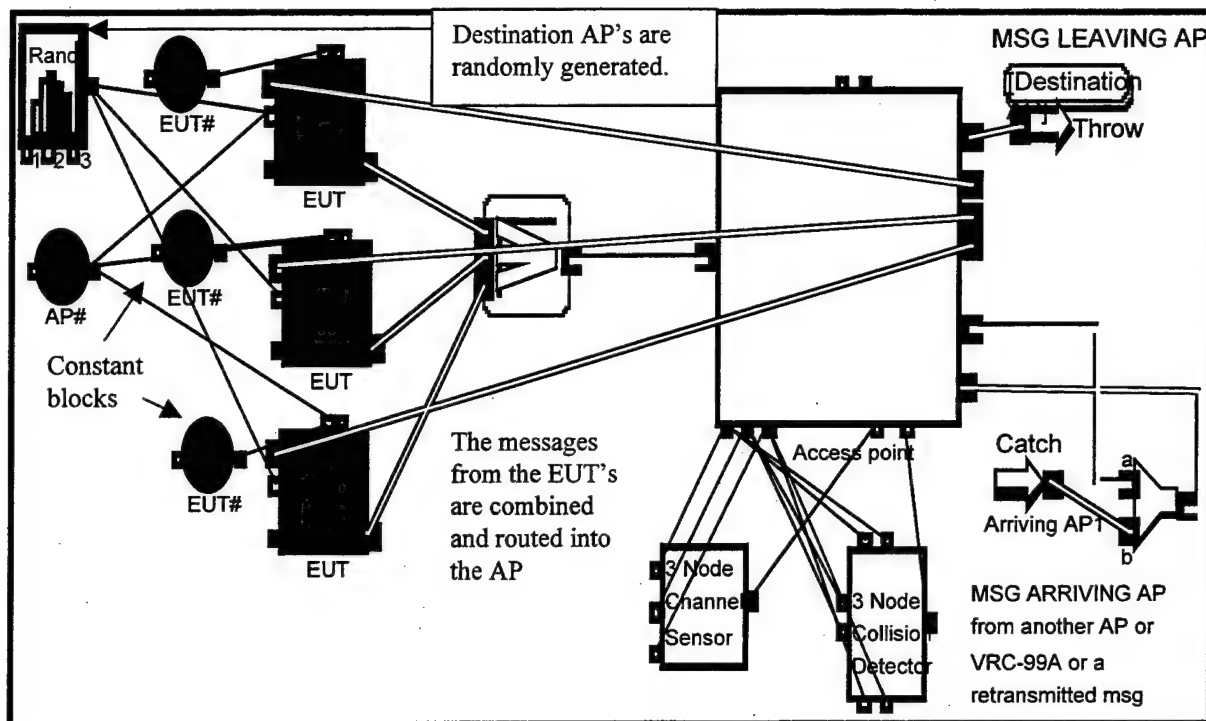 Rand
1 2 3
EUT#
EUT
Destination AP's are
randomly generated.
MSG LEAVING AP
Destination
Throw
AP#
EUT#
EUT
Constant
blocks
EUT#
EUT
The messages
from the EUT's
are combined
and routed into
the AP
Access point
3 Node
Channel
Sensor
3 Node
Collision
Detector
Catch
Arriving AP1
a
b
MSG ARRIVING AP
from another AP or
VRC-99A or a
retransmitted msg